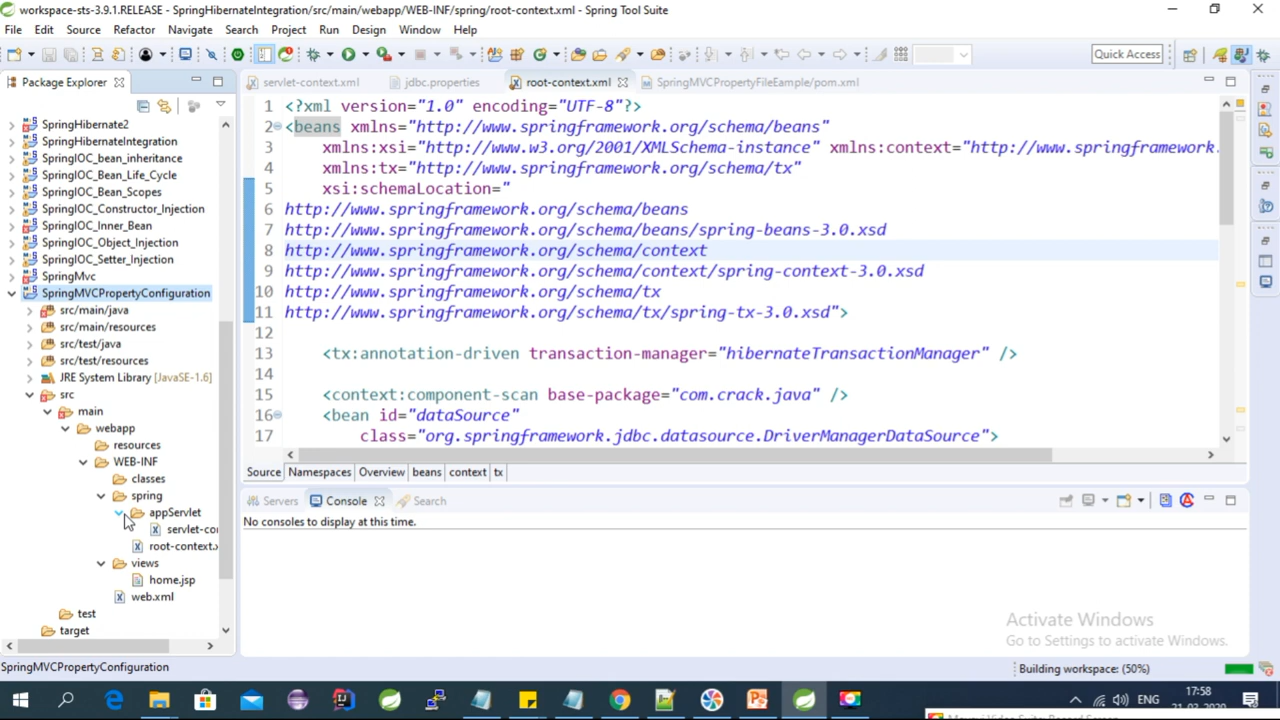 workspace-sts-3.9.1.RELEASE - SpringHibernateIntegration/src/main/webapp/WEB-INF/spring/root-context.xml - Spring Tool Suite
File Edit Source Refactor Navigate Search Project Run Design Window Help
Quick Access
Package Explorer
SpringHibernate2
SpringHibernateIntegration
SpringIOC_bean_inheritance
SpringIOC_Bean_Life_Cycle
SpringIOC_Bean_Scopes
SpringIOC_Constructor_Injection
SpringIOC_Inner_Bean
SpringIOC_Object_Injection
SpringIOC_Setter_Injection
SpringMvc
SpringMVCPropertyConfiguration
src/main/java
src/main/resources
src/test/java
src/test/resources
JRE System Library [JavaSE-1.6]
src
main
webapp
resources
WEB-INF
classes
spring
appServlet
servlet-co
root-context.x
views
home.jsp
web.xml
test
target
servlet-context.xml jdbc.properties root-context.xml SpringMVCPropertyFileEample/pom.xml
1 <?xml version="1.0" encoding="UTF-8"?>
2 <beans xmlns="http://www.springframework.org/schema/beans"
3 xmlns:xsi="http://www.w3.org/2001/XMLSchema-instance" xmlns:context="http://www.springframework.
4 xmlns:tx="http://www.springframework.org/schema/tx"
5 xsi:schemaLocation="
6 http://www.springframework.org/schema/beans
7 http://www.springframework.org/schema/beans/spring-beans-3.0.xsd
8 http://www.springframework.org/schema/context
9 http://www.springframework.org/schema/context/spring-context-3.0.xsd
10 http://www.springframework.org/schema/tx
11 http://www.springframework.org/schema/tx/spring-tx-3.0.xsd">
12
13 <tx:annotation-driven transaction-manager="hibernateTransactionManager" />
14
15 <context:component-scan base-package="com.crack.java" />
16 <bean id="dataSource"
17 class="org.springframework.jdbc.datasource.DriverManagerDataSource">
Source Namespaces Overview beans context tx
Servers Console Search
No consoles to display at this time.
Activate Windows
Go to Settings to activate Windows.
SpringMVCPropertyConfiguration
Building workspace: (50%)
ENG
17:58
21-03-2020